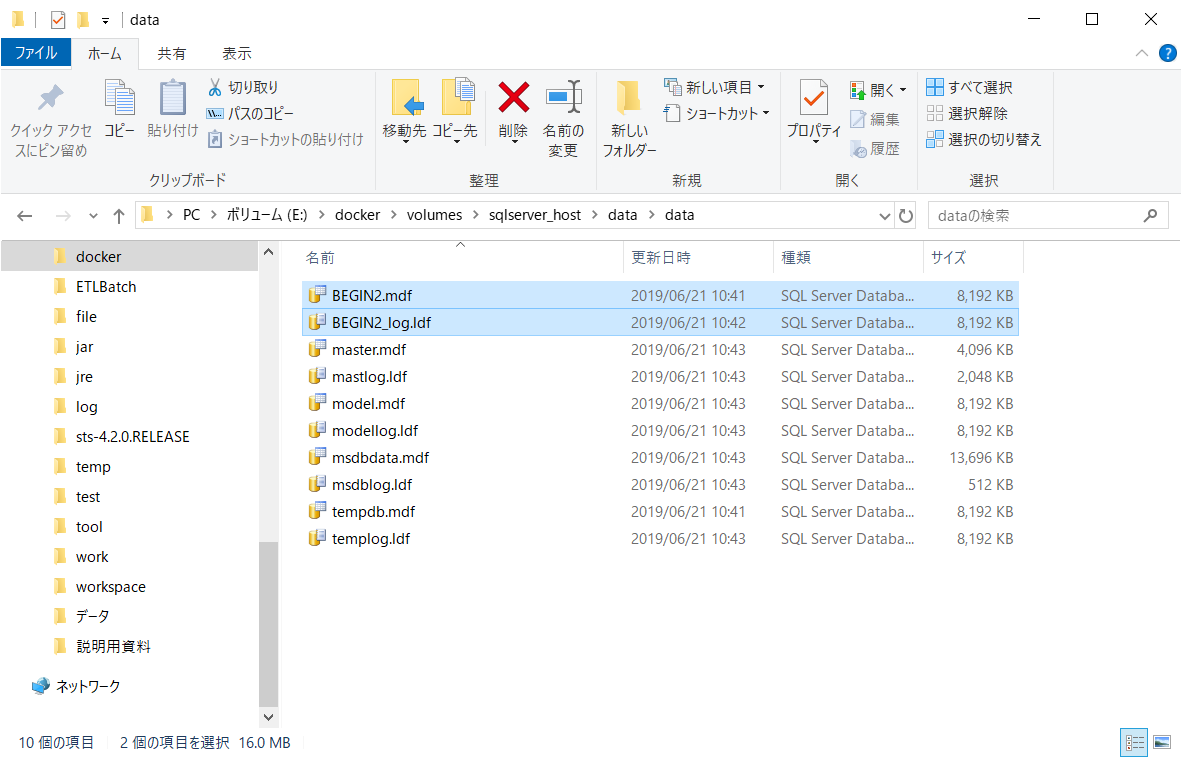 data
ファイル ホーム 共有 表示
クイック アクセスにピン留め
コピー
貼り付け
切り取り
パスのコピー
ショートカットの貼り付け
クリップボード
移動先
コピー先
削除
名前の変更
整理
新しいフォルダー
新しい項目
ショートカット
新規
プロパティ
開く
編集
履歴
開く
すべて選択
選択解除
選択の切り替え
選択
PC > ボリューム (E:) > docker > volumes > sqlserver_host > data > data
dataの検索
docker
ETLBatch
file
jar
jre
log
sts-4.2.0.RELEASE
temp
test
tool
work
workspace
データ
説明用資料
ネットワーク
名前 更新日時 種類 サイズ
BEGIN2.mdf 2019/06/21 10:41 SQL Server Databa... 8,192 KB
BEGIN2_log.ldf 2019/06/21 10:42 SQL Server Databa... 8,192 KB
master.mdf 2019/06/21 10:43 SQL Server Databa... 4,096 KB
mastlog.ldf 2019/06/21 10:43 SQL Server Databa... 2,048 KB
model.mdf 2019/06/21 10:43 SQL Server Databa... 8,192 KB
modellog.ldf 2019/06/21 10:43 SQL Server Databa... 8,192 KB
msdbdata.mdf 2019/06/21 10:43 SQL Server Databa... 13,696 KB
msdblog.ldf 2019/06/21 10:43 SQL Server Databa... 512 KB
tempdb.mdf 2019/06/21 10:41 SQL Server Databa... 8,192 KB
templog.ldf 2019/06/21 10:43 SQL Server Databa... 8,192 KB
10 個の項目 2 個の項目を選択 16.0 MB